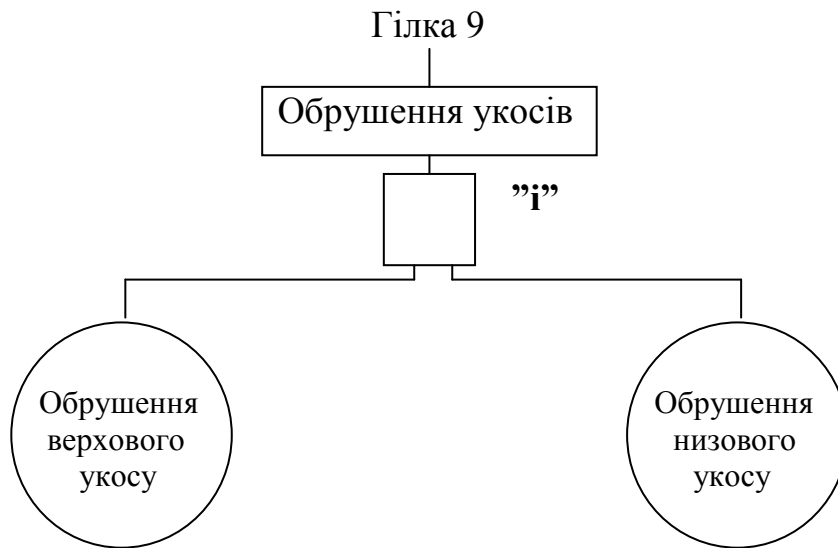 Гілка 9
Обрушення укосів
”і”
Обрушення
верхового
укосу
Обрушення
низового
укосу